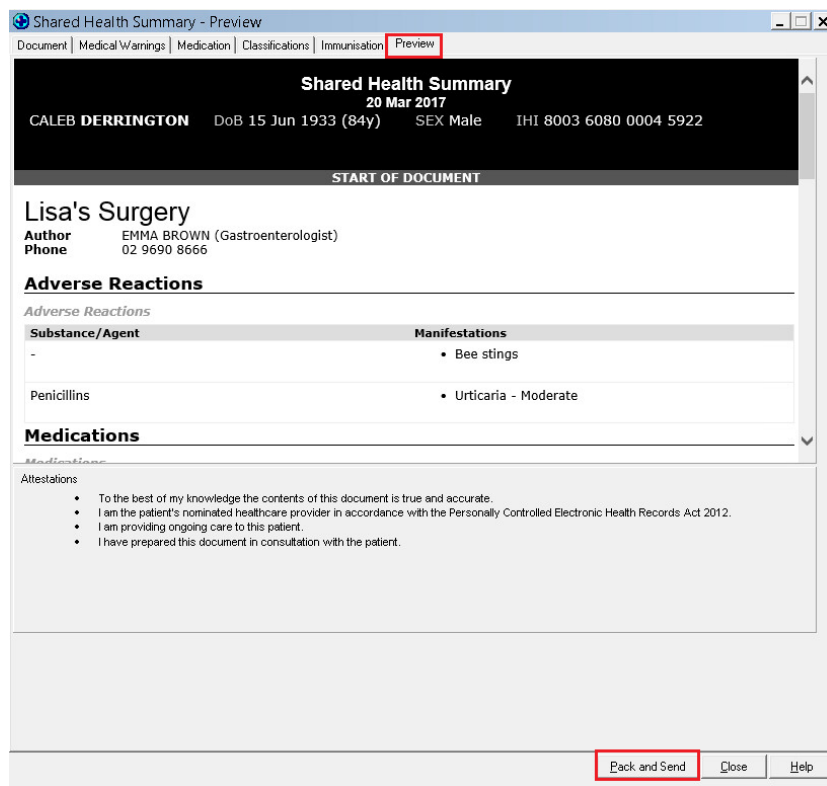 Shared Health Summary - Preview
Document Medical Warnings Medication Classifications Immunisation Preview
Shared Health Summary
20 Mar 2017
CALEB DERRINGTON DoB 15 Jun 1933 (84y) SEX Male IHI 8003 6080 0004 5922
START OF DOCUMENT
Lisa's Surgery
Author EMMA BROWN (Gastroenterologist)
Phone 02 9690 8666
Adverse Reactions
Adverse Reactions
Substance/Agent Manifestations
- • Bee stings
Penicillins • Urticaria - Moderate
Medications
Medications
Attestations
• To the best of my knowledge the contents of this document is true and accurate.
• I am the patient's nominated healthcare provider in accordance with the Personally Controlled Electronic Health Records Act 2012.
• I am providing ongoing care to this patient.
• I have prepared this document in consultation with the patient.
Pack and Send Close Help